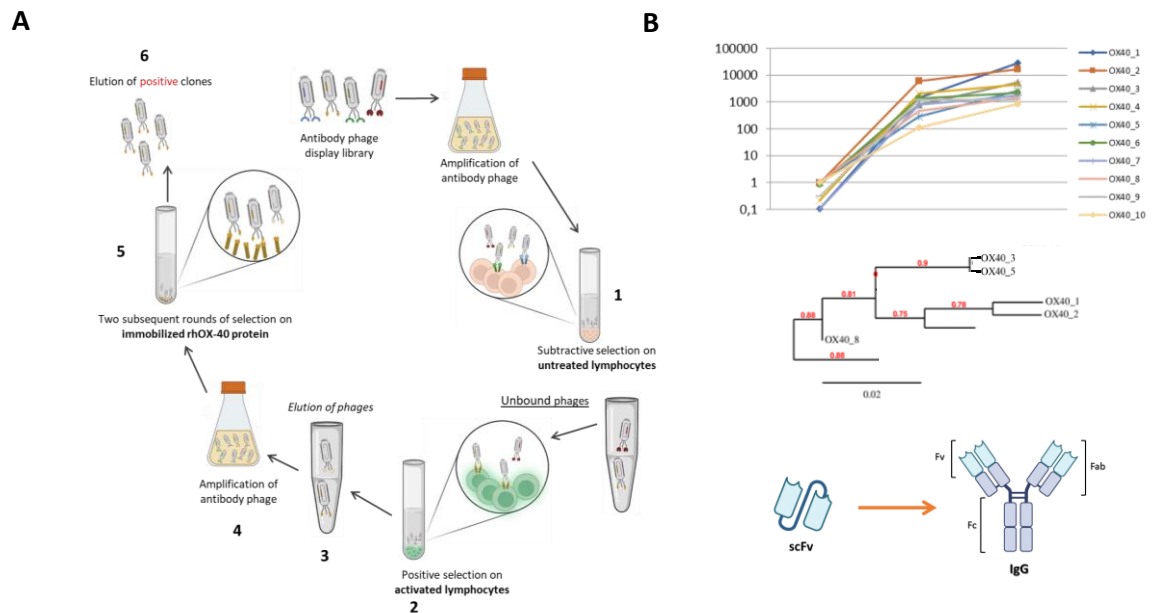 A
6
Elution of positive clones
Antibody phage
display library
Amplification of
antibody phage
5
1
Two subsequent rounds of selection on
immobilized rhOX-40 protein
Subtractive selection on
untreated lymphocytes
Elution of phages
Unbound phages
Amplification of
antibody phage
4
3
Positive selection on
activated lymphocytes
2
B
100000
10000
1000
100
10
1
0,1
OX40_1
OX40_2
OX40_3
OX40_4
OX40_5
OX40_6
OX40_7
OX40_8
OX40_9
OX40_10
0.9
OX40_3
OX40_5
0.81
0.78
OX40_1
OX40_2
0.75
0.88
OX40_8
0.88
0.02
Fv
Fab
Fc
scFv
IgG